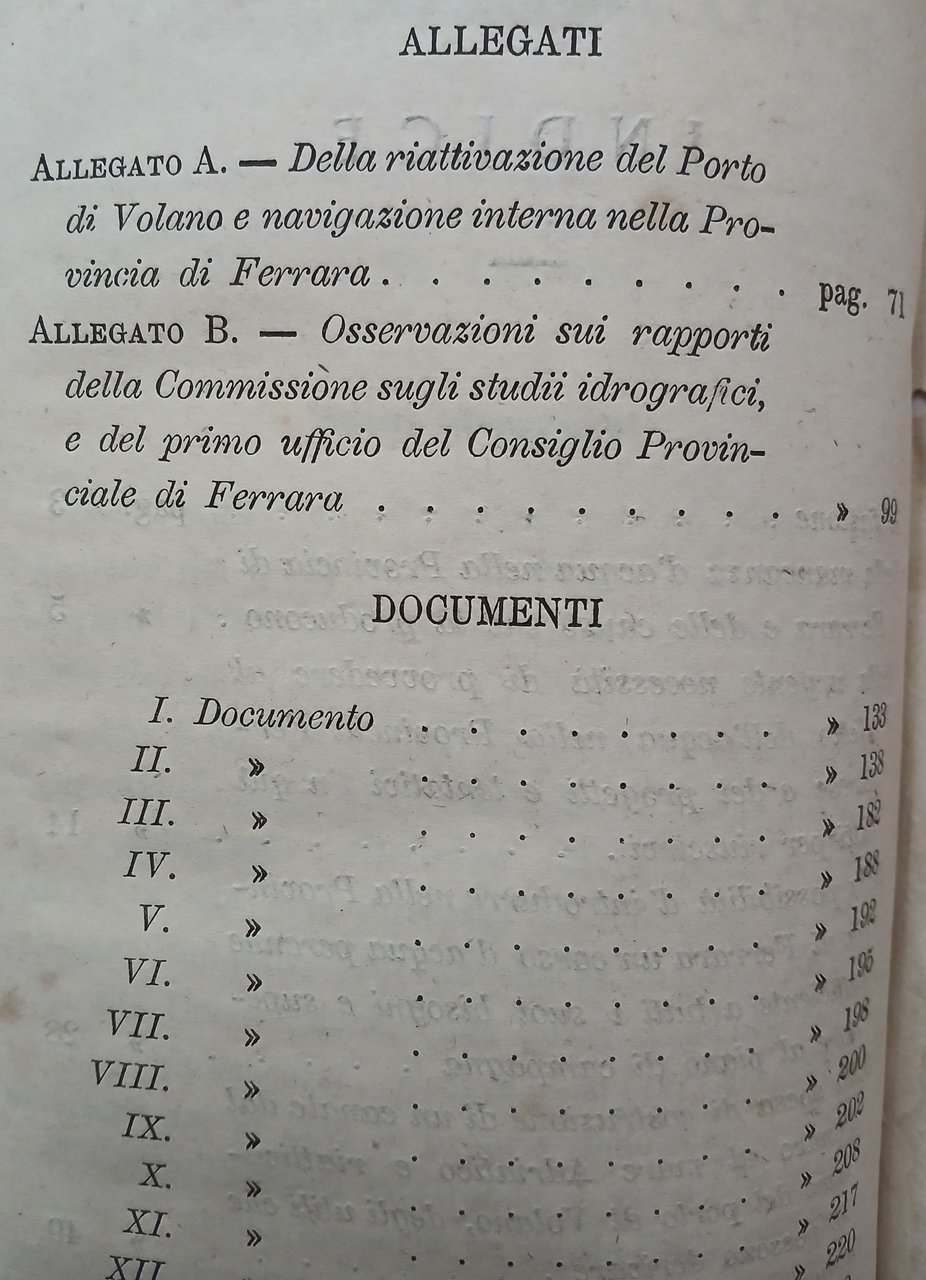 ALLEGATI
ALLEGATO A. — Della riattivazione del Porto
di Volano e navigazione interna nella Pro-
vincia di Ferrara . . . . . . . . . pag. 71
ALLEGATO B. — Osservazioni sui rapporti
della Commissione sugli studii idrografici,
e del primo ufficio del Consiglio Provin-
ciale di Ferrara . . . . . . . . . » 99
DOCUMENTI
I. Documento . . . . . . . . » 133
II. » . . . . . . . . » 138
III. » . . . . . . . . » 182
IV. » . . . . . . . . » 188
V. » . . . . . . . . » 192
VI. » . . . . . . . . » 195
VII. » . . . . . . . . » 198
VIII. » . . . . . . . . » 200
IX. » . . . . . . . . » 202
X. » . . . . . . . . » 208
XI. » . . . . . . . . » 217
XII. » . . . . . . . . » 220